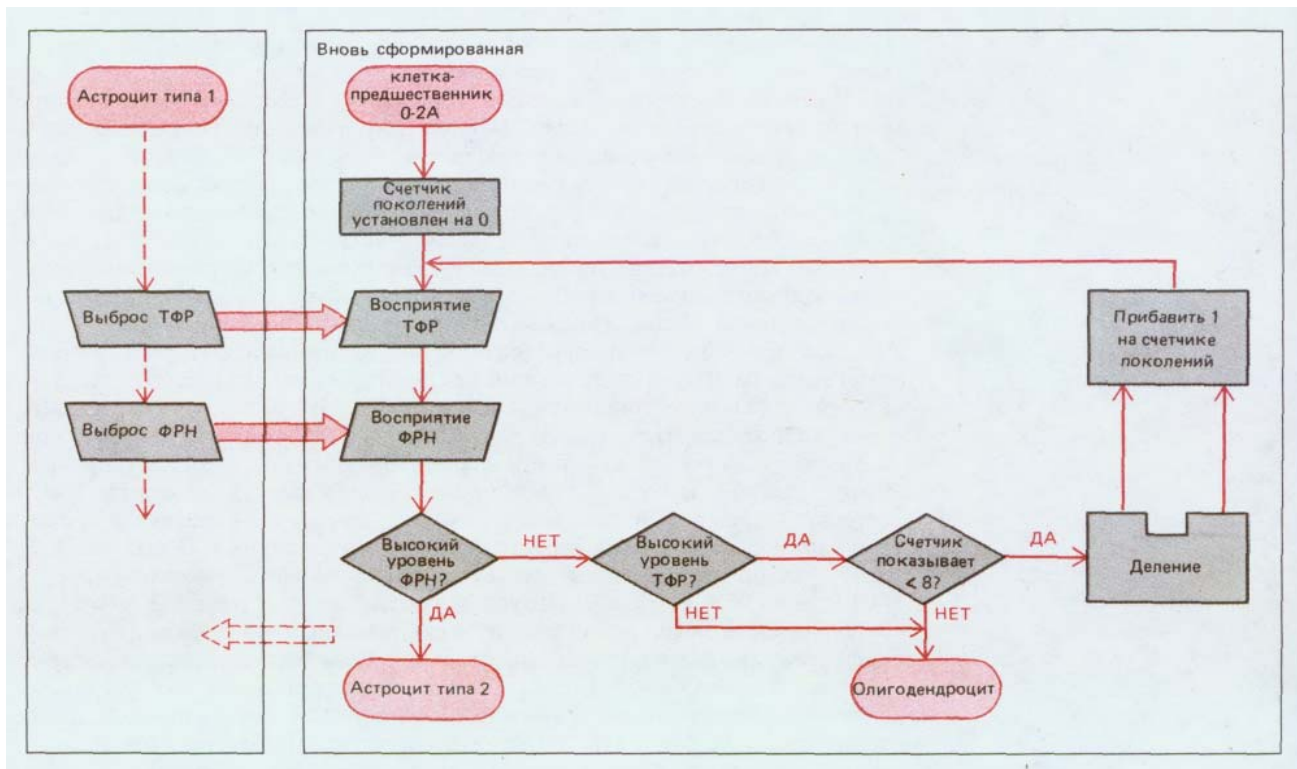 Астроцит типа 1
Выброс ТФР
Выброс ФРН
Вновь сформированная
клетка-
предшественник
0-2А
Счетчик
поколений
установлен на 0
Восприятие
ТФР
Восприятие
ФРН
Высокий
уровень
ФРН?
НЕТ
ДА
Астроцит типа 2
Высокий
уровень
ТФР?
ДА
НЕТ
Счетчик
показывает
< 8?
ДА
НЕТ
Олигодендроцит
Деление
Прибавить 1
на счетчике
поколений